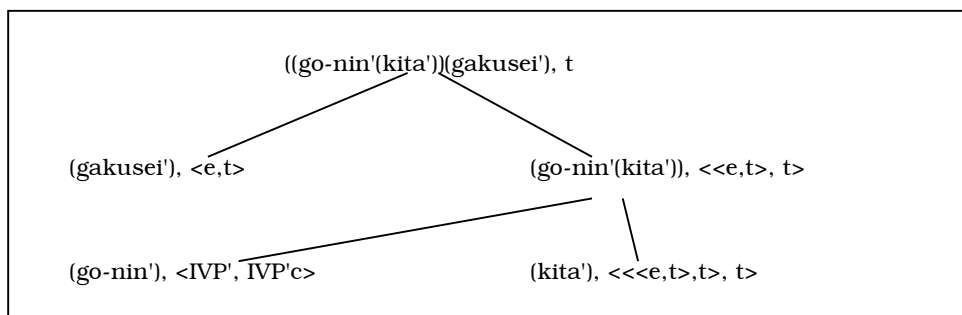 ((go-nin'(kita'))(gakusei'), t
(gakusei'), <e,t> (go-nin'(kita')), <<e,t>, t>
(go-nin'), <IVP', IVP'c> (kita'), <<<e,t>,t>, t>